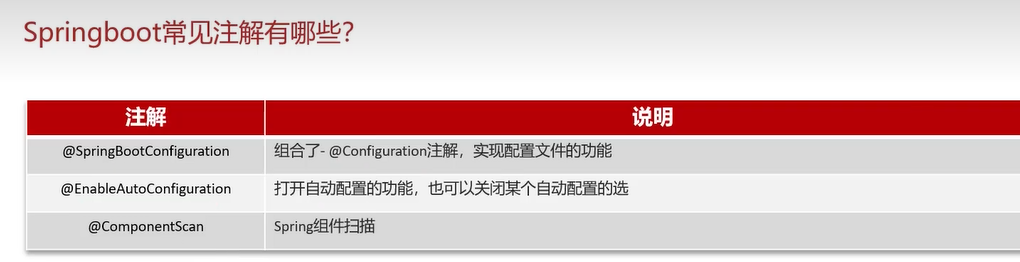 Springboot常见注解有哪些?
注解 说明
@SpringBootConfiguration 组合了- @Configuration注解，实现配置文件的功能
@EnableAutoConfiguration 打开自动配置的功能，也可以关闭某个自动配置的选
@ComponentScan Spring组件扫描